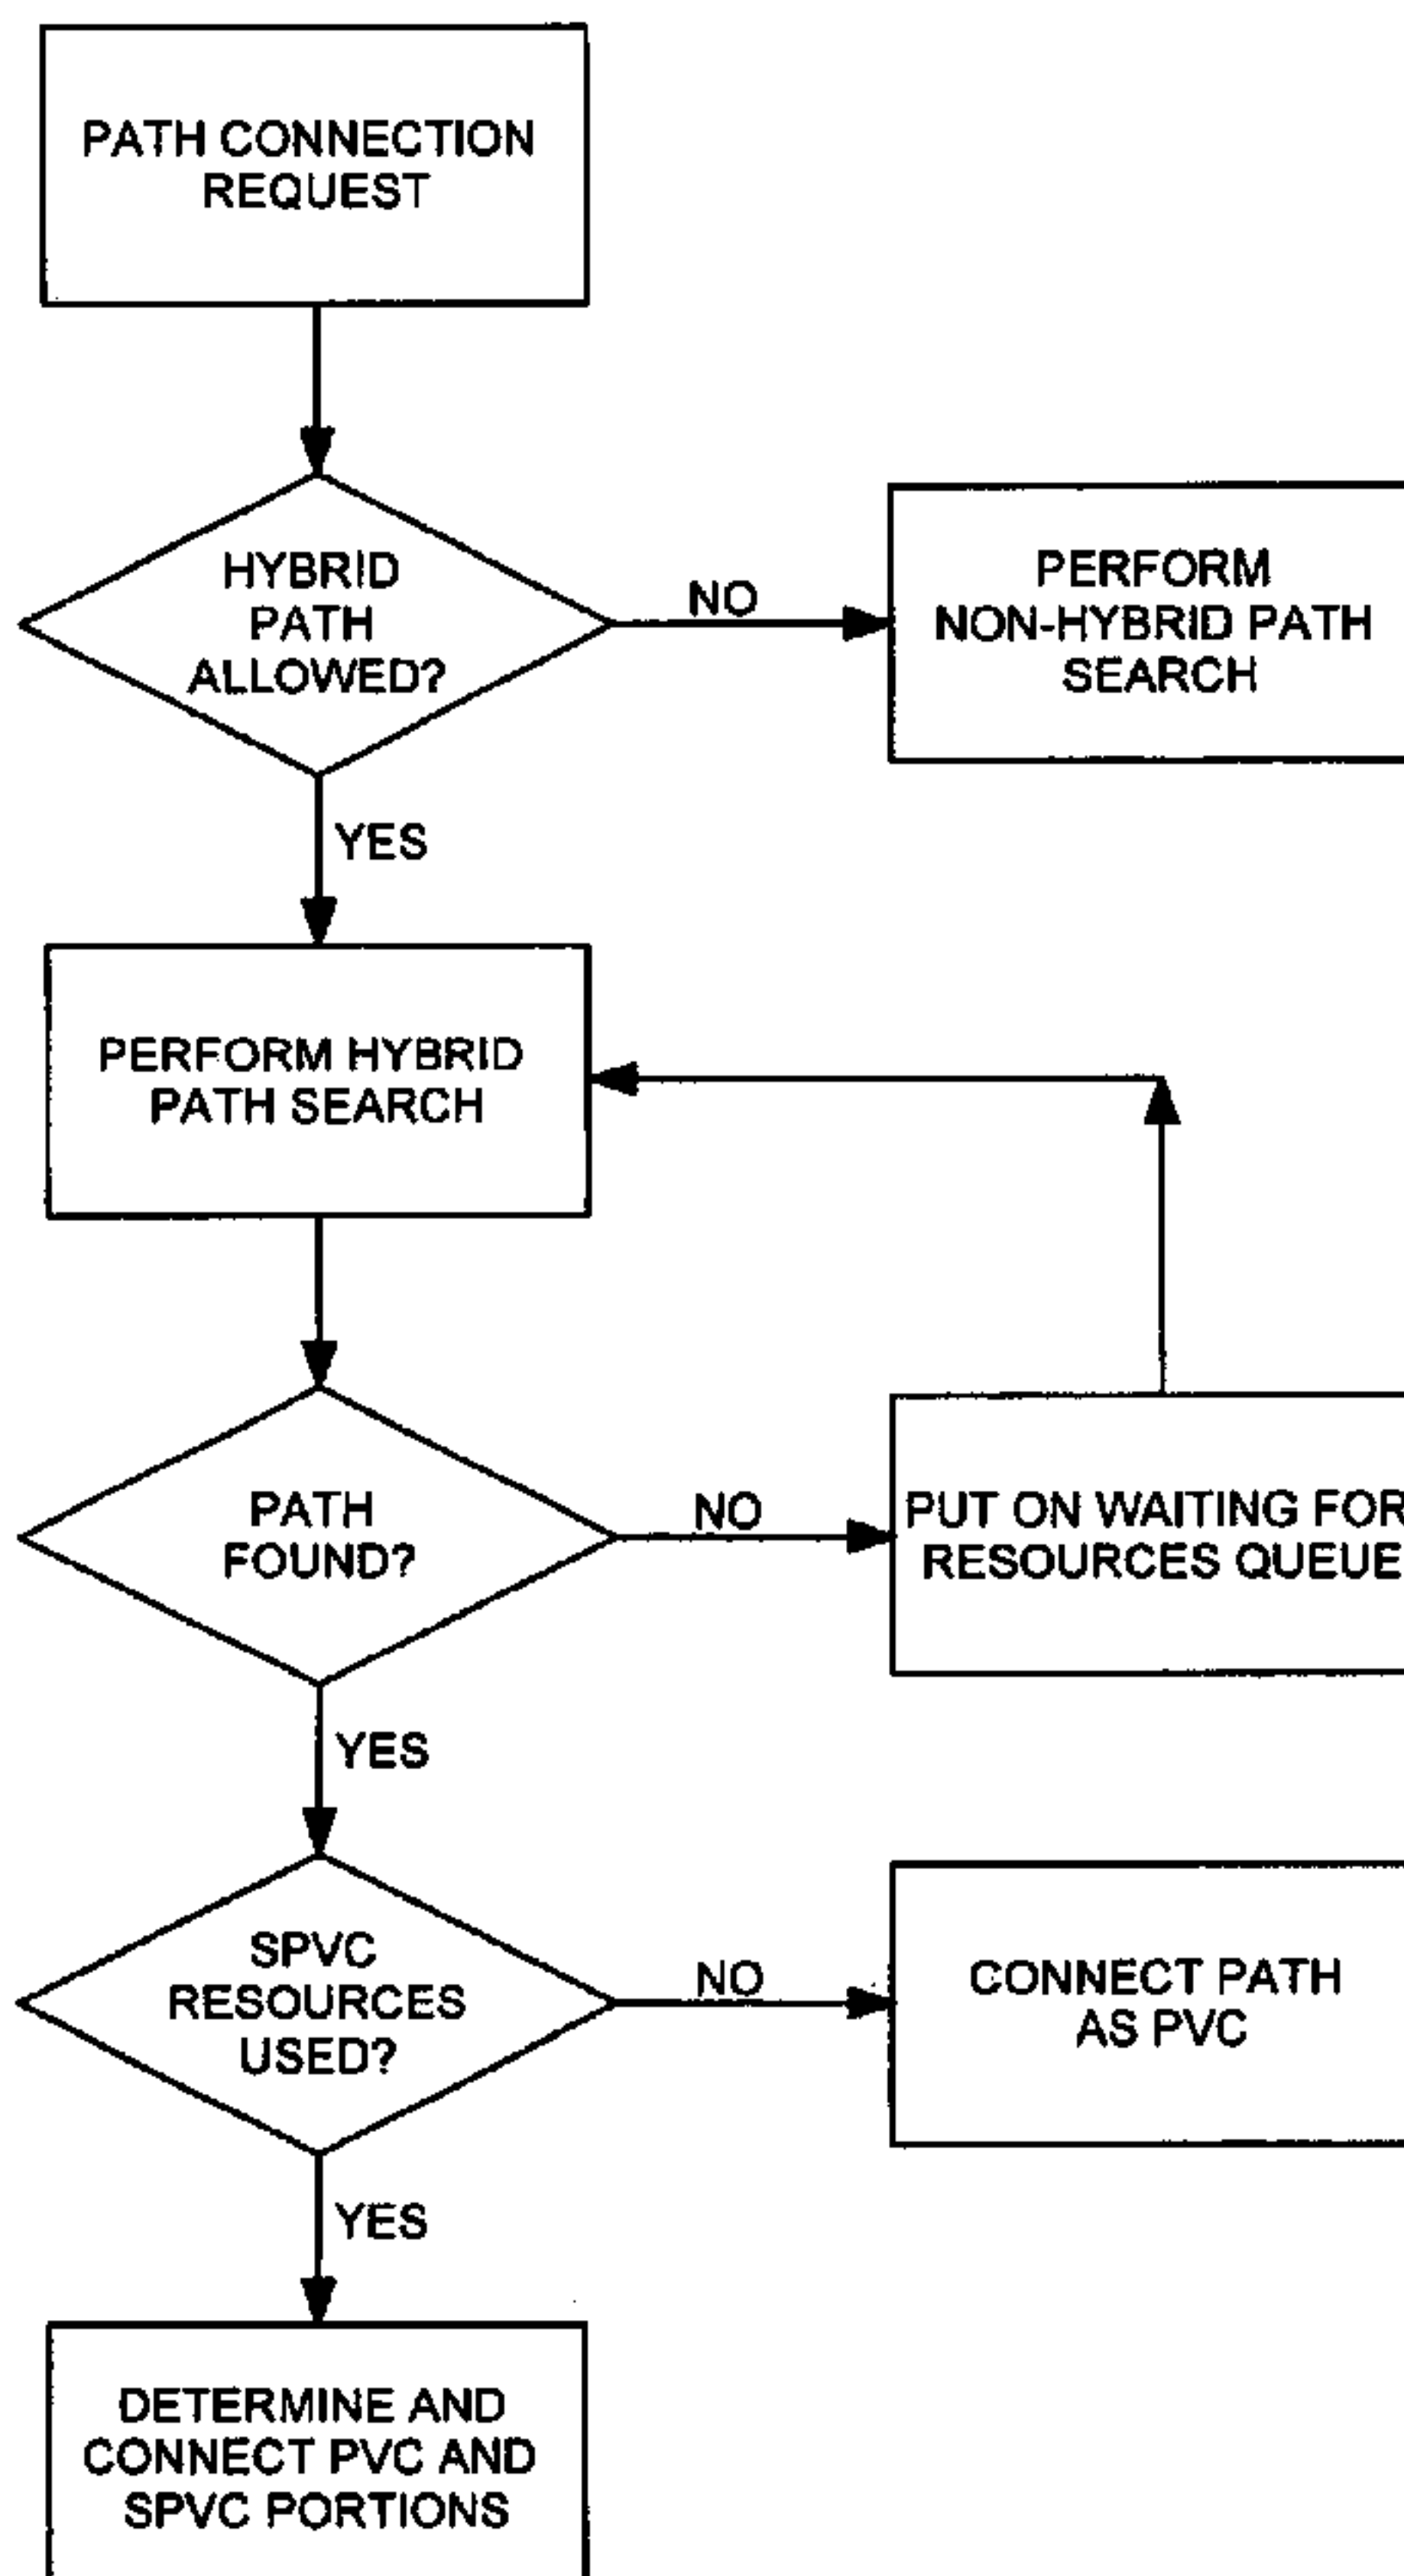 PATH CONNECTION
REQUEST
HYBRID
PATH
ALLOWED?
NO
PERFORM
NON-HYBRID PATH
SEARCH
YES
PERFORM HYBRID
PATH SEARCH
PATH
FOUND?
NO
PUT ON WAITING FOR
RESOURCES QUEUE
YES
SPVC
RESOURCES
USED?
NO
CONNECT PATH
AS PVC
YES
DETERMINE AND
CONNECT PVC AND
SPVC PORTIONS